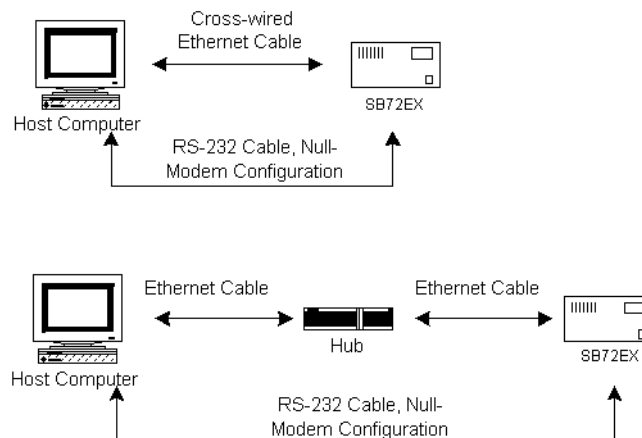 Cross-wired
Ethernet Cable
SB72EX
Host Computer
RS-232 Cable, Null-
Modem Configuration
Ethernet Cable
Ethernet Cable
Hub
SB72EX
Host Computer
RS-232 Cable, Null-
Modem Configuration